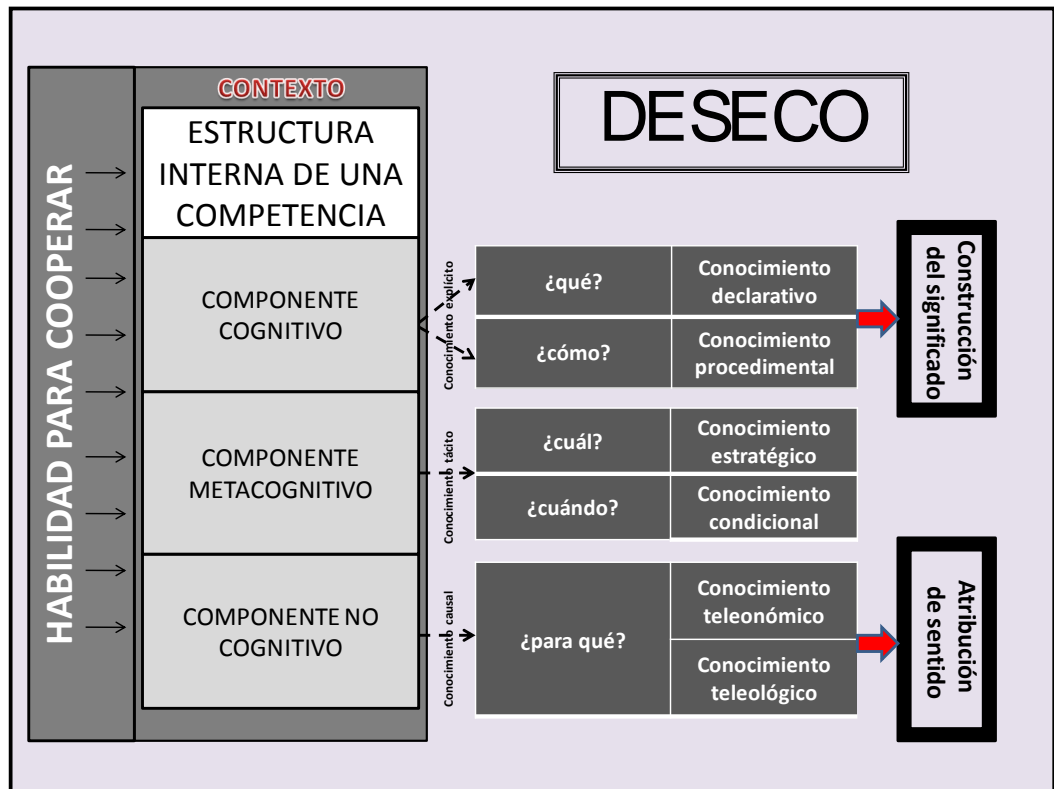 CONTEXTO
DESECO
HABILIDAD PARA COOPERAR
ESTRUCTURA
INTERNA DE UNA
COMPETENCIA
COMPONENTE
COGNITIVO
Conocimiento explícito
¿qué?
Conocimiento
declarativo
¿cómo?
Conocimiento
procedimental
Construcción
del significado
COMPONENTE
METACOGNITIVO
Conocimiento tácito
¿cuál?
Conocimiento
estratégico
¿cuándo?
Conocimiento
condicional
COMPONENTE NO
COGNITIVO
Conocimiento causal
¿para qué?
Conocimiento
teleonómico
Conocimiento
teleológico
Atribución
de sentido